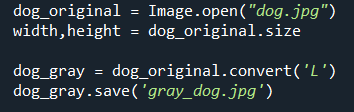 dog_original = Image.open("dog.jpg")
width,height = dog_original.size
dog_gray = dog_original.convert('L')
dog_gray.save('gray_dog.jpg')